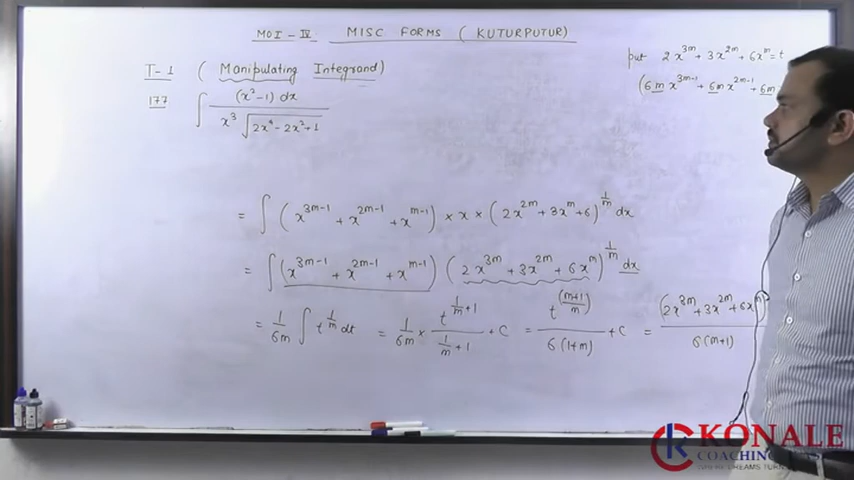 MOI - IV MISC FORMS ( KUTURPUTUR)
T-1 ( Manipulating Integrand)
177 ∫ (x²-1) dx / x³ √(2x⁴ - 2x² + 1)
put 2x^{3m} + 3x^{2m} + 6x^m = t
(6m x^{3m-1} + 6m x^{2m-1} + 6m
= ∫ (x^{3m-1} + x^{2m-1} + x^{m-1}) × x × (2x^{2m} + 3x^m + 6)^{1/m} dx
= ∫ (x^{3m-1} + x^{2m-1} + x^{m-1}) (2x^{3m} + 3x^{2m} + 6x^m)^{1/m} dx
= 1/6m ∫ t^{1/m} dt = 1/6m × t^{1/m + 1} / (1/m + 1) + C = t^{(m+1/m)} / 6(1+m) + C = (2x^{3m} + 3x^{2m} + 6x^m) / 6(m+1)
KONALE
COACHING